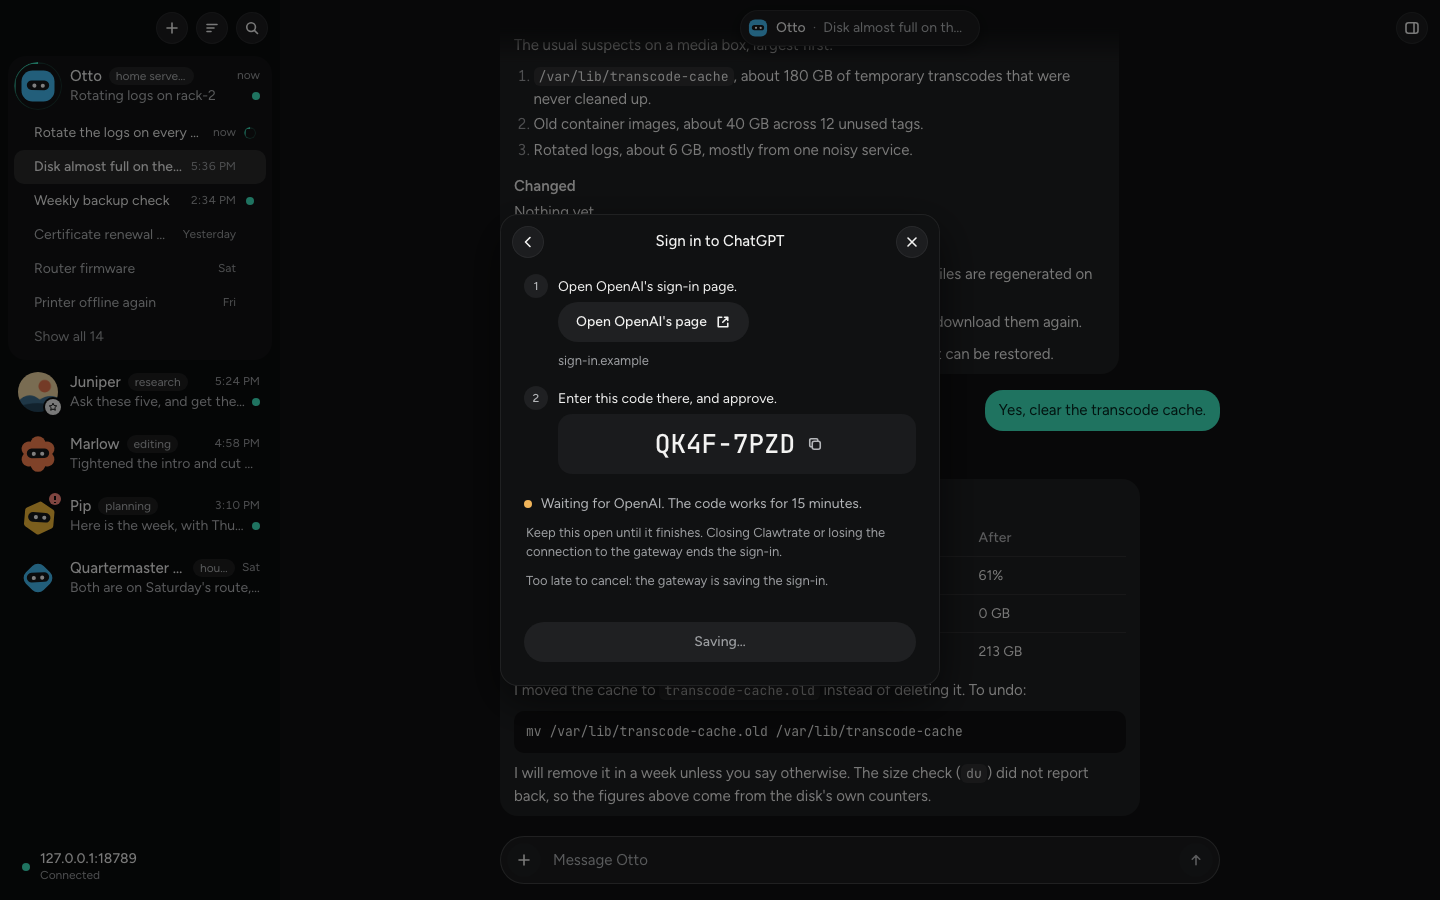 Otto home serve... now
Rotating logs on rack-2
Rotate the logs on every ... now
Disk almost full on the... 5:36 PM
Weekly backup check 2:34 PM
Certificate renewal ... Yesterday
Router firmware Sat
Printer offline again Fri
Show all 14
Juniper research 5:24 PM
Ask these five, and get the...
Marlow editing 4:58 PM
Tightened the intro and cut ...
Pip planning 3:10 PM
Here is the week, with Thu...
Quartermaster ... hou... Sat
Both are on Saturday's route,...
127.0.0.1:18789
Connected
Otto · Disk almost full on th...
The usual suspects on a media box, largest first:
1. /var/lib/transcode-cache, about 180 GB of temporary transcodes that were
never cleaned up.
2. Old container images, about 40 GB across 12 unused tags.
3. Rotated logs, about 6 GB, mostly from one noisy service.
Changed
Nothing yet
iles are regenerated on
download them again.
can be restored.
Yes, clear the transcode cache.
Sign in to ChatGPT
1 Open OpenAI's sign-in page.
Open OpenAI's page
sign-in.example
2 Enter this code there, and approve.
QK4F-7PZD
Waiting for OpenAI. The code works for 15 minutes.
Keep this open until it finishes. Closing Clawtrate or losing the
connection to the gateway ends the sign-in.
Too late to cancel: the gateway is saving the sign-in.
Saving...
After
61%
0 GB
213 GB
I moved the cache to transcode-cache.old instead of deleting it. To undo:
mv /var/lib/transcode-cache.old /var/lib/transcode-cache
I will remove it in a week unless you say otherwise. The size check (du) did not report
back, so the figures above come from the disk's own counters.
Message Otto